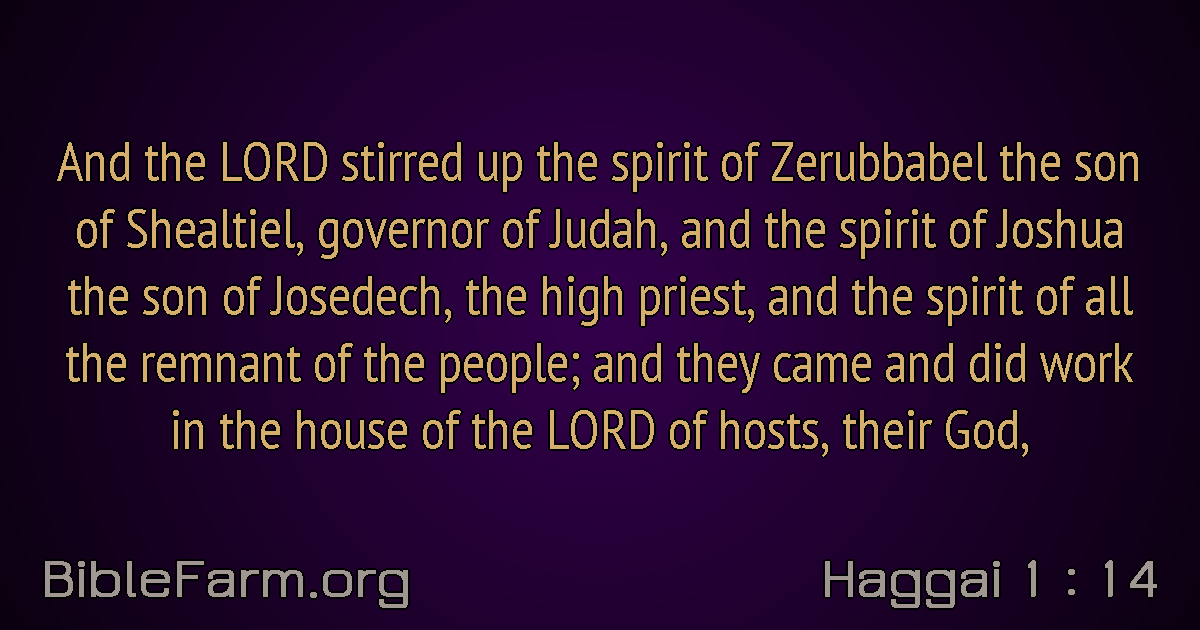 And the LORD stirred up the spirit of Zerubbabel the son
of Shealtiel, governor of Judah, and the spirit of Joshua
the son of Josedech, the high priest, and the spirit of all
the remnant of the people; and they came and did work
in the house of the LORD of hosts, their God,
BibleFarm.org
Haggai 1 : 14